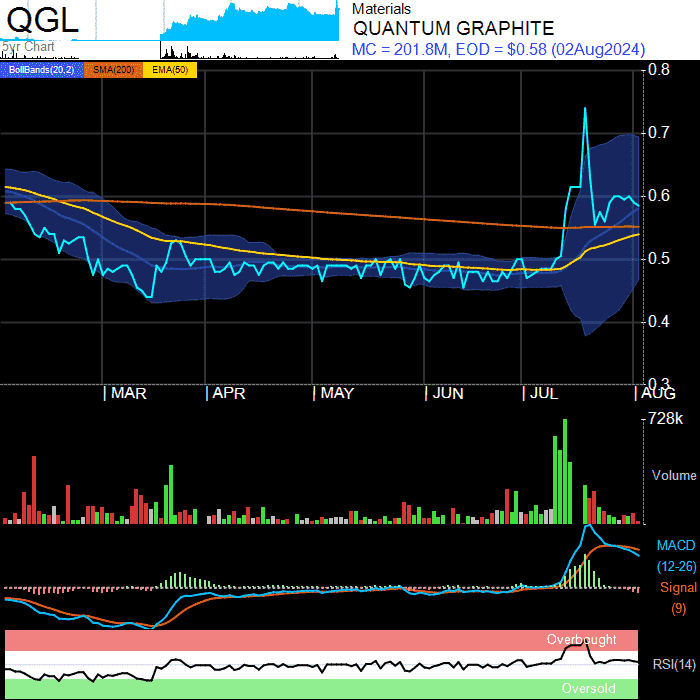 QGL
Materials
QUANTUM GRAPHITE
MC = 201.8M, EOD = $0.58 (02Aug2024)
5yr Chart
BollBands(20,2) SMA(200) EMA(50)
0.8
0.7
0.6
0.5
0.4
0.3
MAR APR MAY JUN JUL AUG
728k
Volume
MACD
(12-26)
Signal
(9)
Overbought
RSI(14)
Oversold